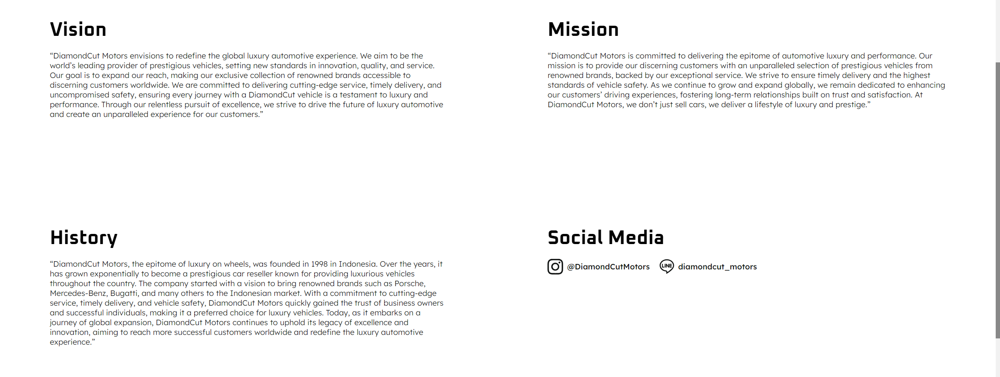 Vision
“DiamondCut Motors envisions to redefine the global luxury automotive experience. We aim to be the
world’s leading provider of prestigious vehicles, setting new standards in innovation, quality, and service.
Our goal is to expand our reach, making our exclusive collection of renowned brands accessible to
discerning customers worldwide. We are committed to delivering cutting-edge service, timely delivery, and
uncompromised safety, ensuring every journey with a DiamondCut vehicle is a testament to luxury and
performance. Through our relentless pursuit of excellence, we strive to drive the future of luxury automotive
and create an unparalleled experience for our customers.”
Mission
“DiamondCut Motors is committed to delivering the epitome of automotive luxury and performance. Our
mission is to provide our discerning customers with an unparalleled selection of prestigious vehicles from
renowned brands, backed by our exceptional service. We strive to ensure timely delivery and the highest
standards of vehicle safety. As we continue to grow and expand globally, we remain dedicated to enhancing
our customers’ driving experiences, fostering long-term relationships built on trust and satisfaction. At
DiamondCut Motors, we don’t just sell cars, we deliver a lifestyle of luxury and prestige.”
History
“DiamondCut Motors, the epitome of luxury on wheels, was founded in 1998 in Indonesia. Over the years, it
has grown exponentially to become a prestigious car reseller known for providing luxurious vehicles
throughout the country. The company started with a vision to bring renowned brands such as Porsche,
Mercedes-Benz, Bugatti, and many others to the Indonesian market. With a commitment to cutting-edge
service, timely delivery, and vehicle safety, DiamondCut Motors quickly gained the trust of business owners
and successful individuals, making it a preferred choice for luxury vehicles. Today, as it embarks on a
journey of global expansion, DiamondCut Motors continues to uphold its legacy of excellence and
innovation, aiming to reach more successful customers worldwide and redefine the luxury automotive
experience.”
Social Media
@DiamondCutMotors LINE diamondcut_motors